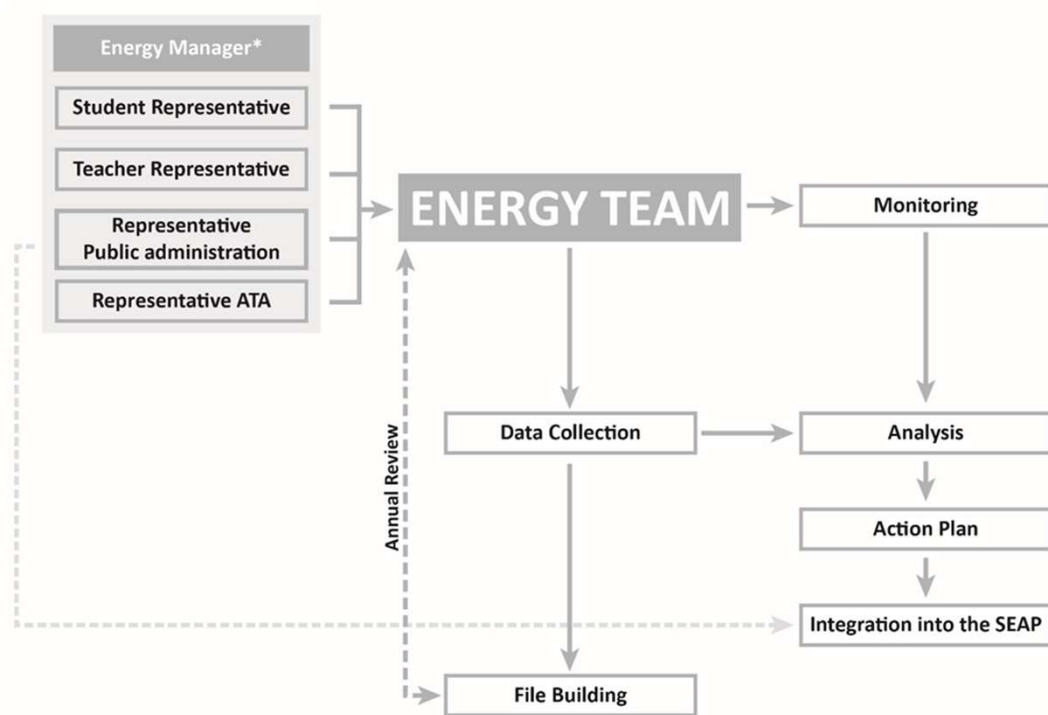 Energy Manager*
Student Representative
Teacher Representative
Representative
Public administration
Representative ATA
ENERGY TEAM
Monitoring
Annual Review
Data Collection
Analysis
Action Plan
Integration into the SEAP
File Building